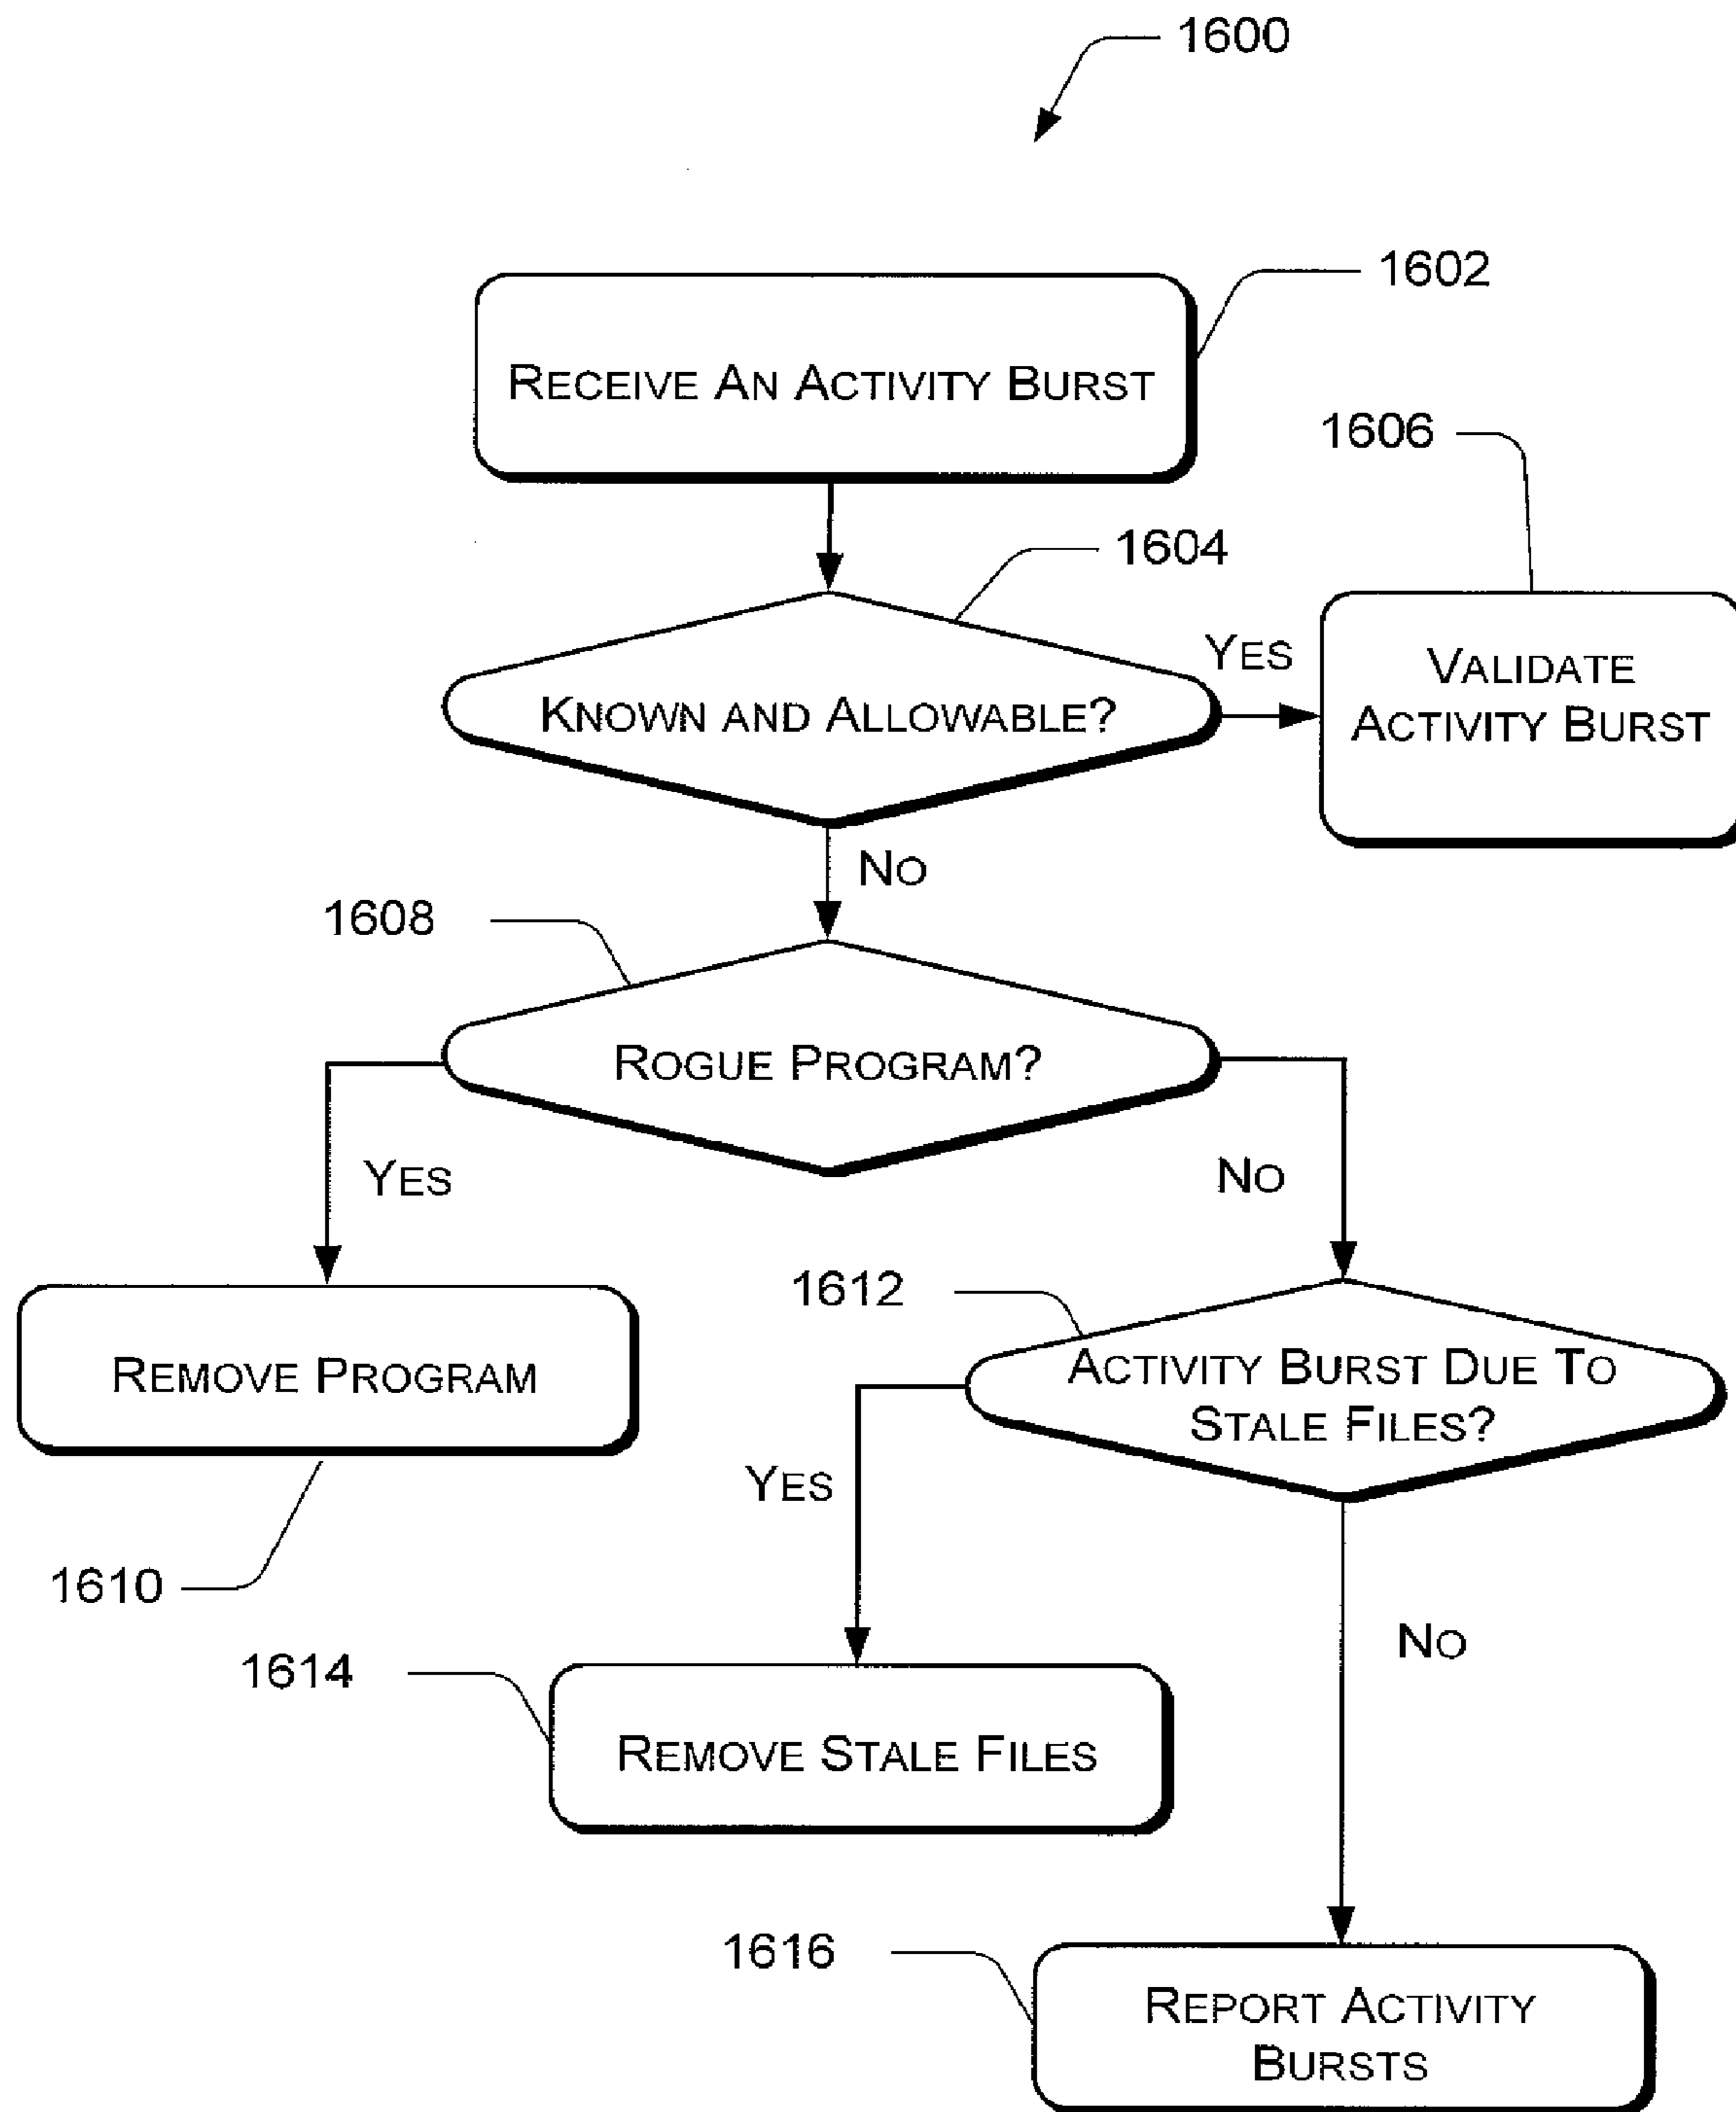 1600
1602
RECEIVE AN ACTIVITY BURST
1606
1604
YES
VALIDATE
ACTIVITY BURST
KNOWN AND ALLOWABLE?
NO
1608
ROGUE PROGRAM?
YES
NO
1612
REMOVE PROGRAM
ACTIVITY BURST DUE TO
STALE FILES?
YES
1610
NO
1614
REMOVE STALE FILES
1616
REPORT ACTIVITY
BURSTS